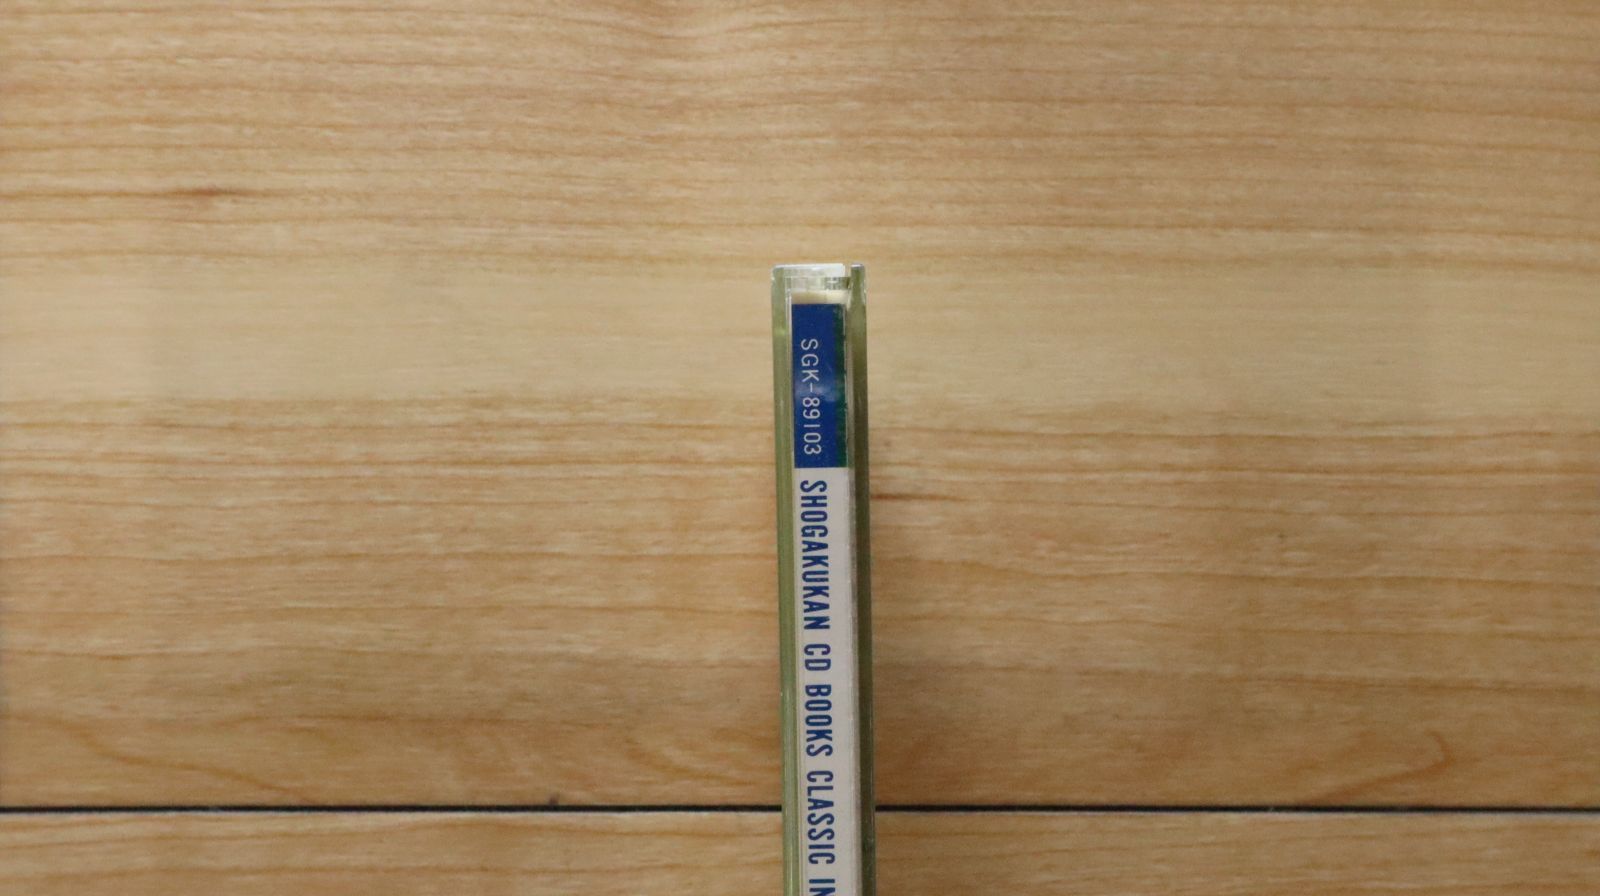 SGK-89103
SHOGAKUKAN CD BOOKS CLASSIC IN